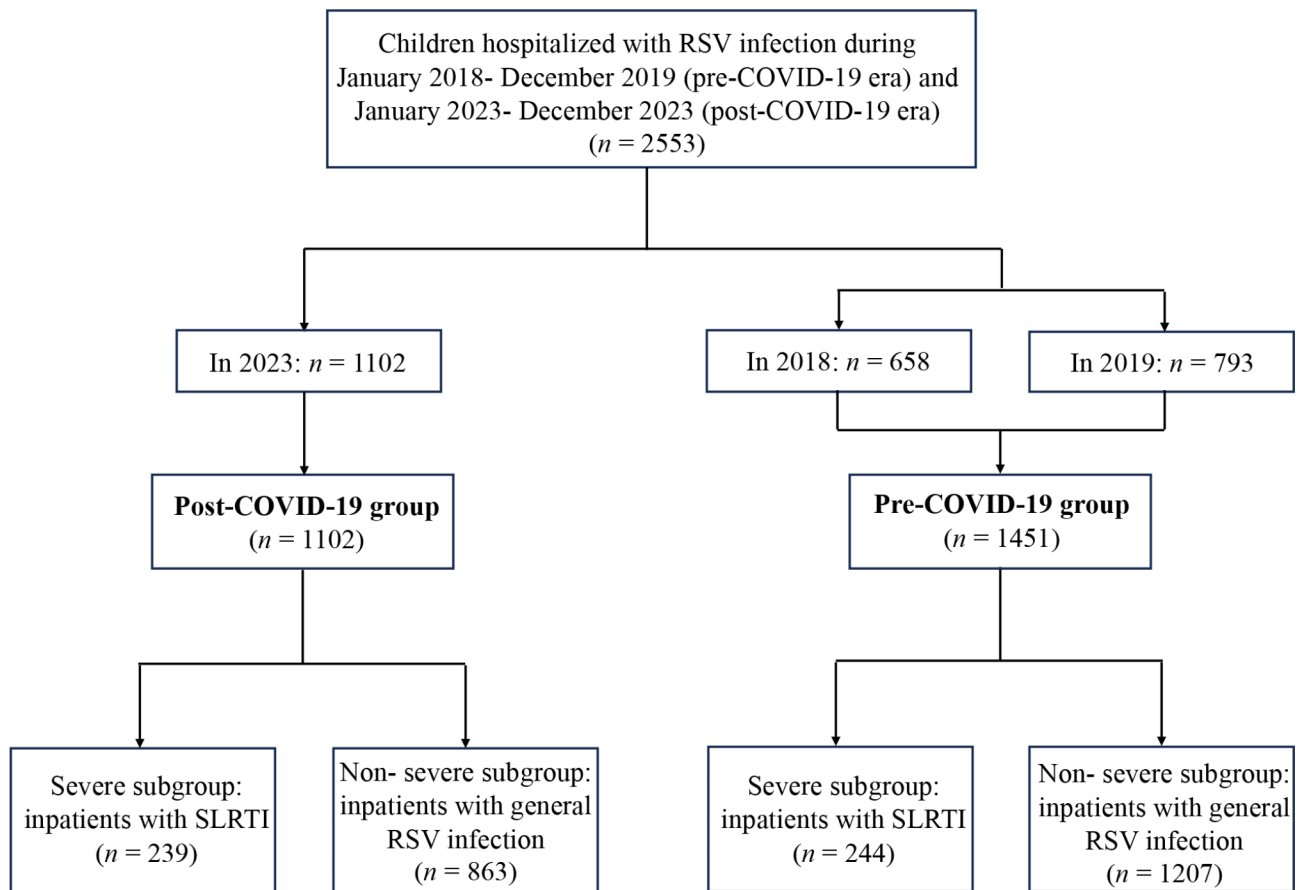 Children hospitalized with RSV infection during
January 2018- December 2019 (pre-COVID-19 era) and
January 2023- December 2023 (post-COVID-19 era)
(n = 2553)
In 2023: n = 1102
In 2018: n = 658
In 2019: n = 793
Post-COVID-19 group
(n = 1102)
Pre-COVID-19 group
(n = 1451)
Severe subgroup:
inpatients with SLRTI
(n = 239)
Non- severe subgroup:
inpatients with general
RSV infection
(n = 863)
Severe subgroup:
inpatients with SLRTI
(n = 244)
Non- severe subgroup:
inpatients with general
RSV infection
(n = 1207)